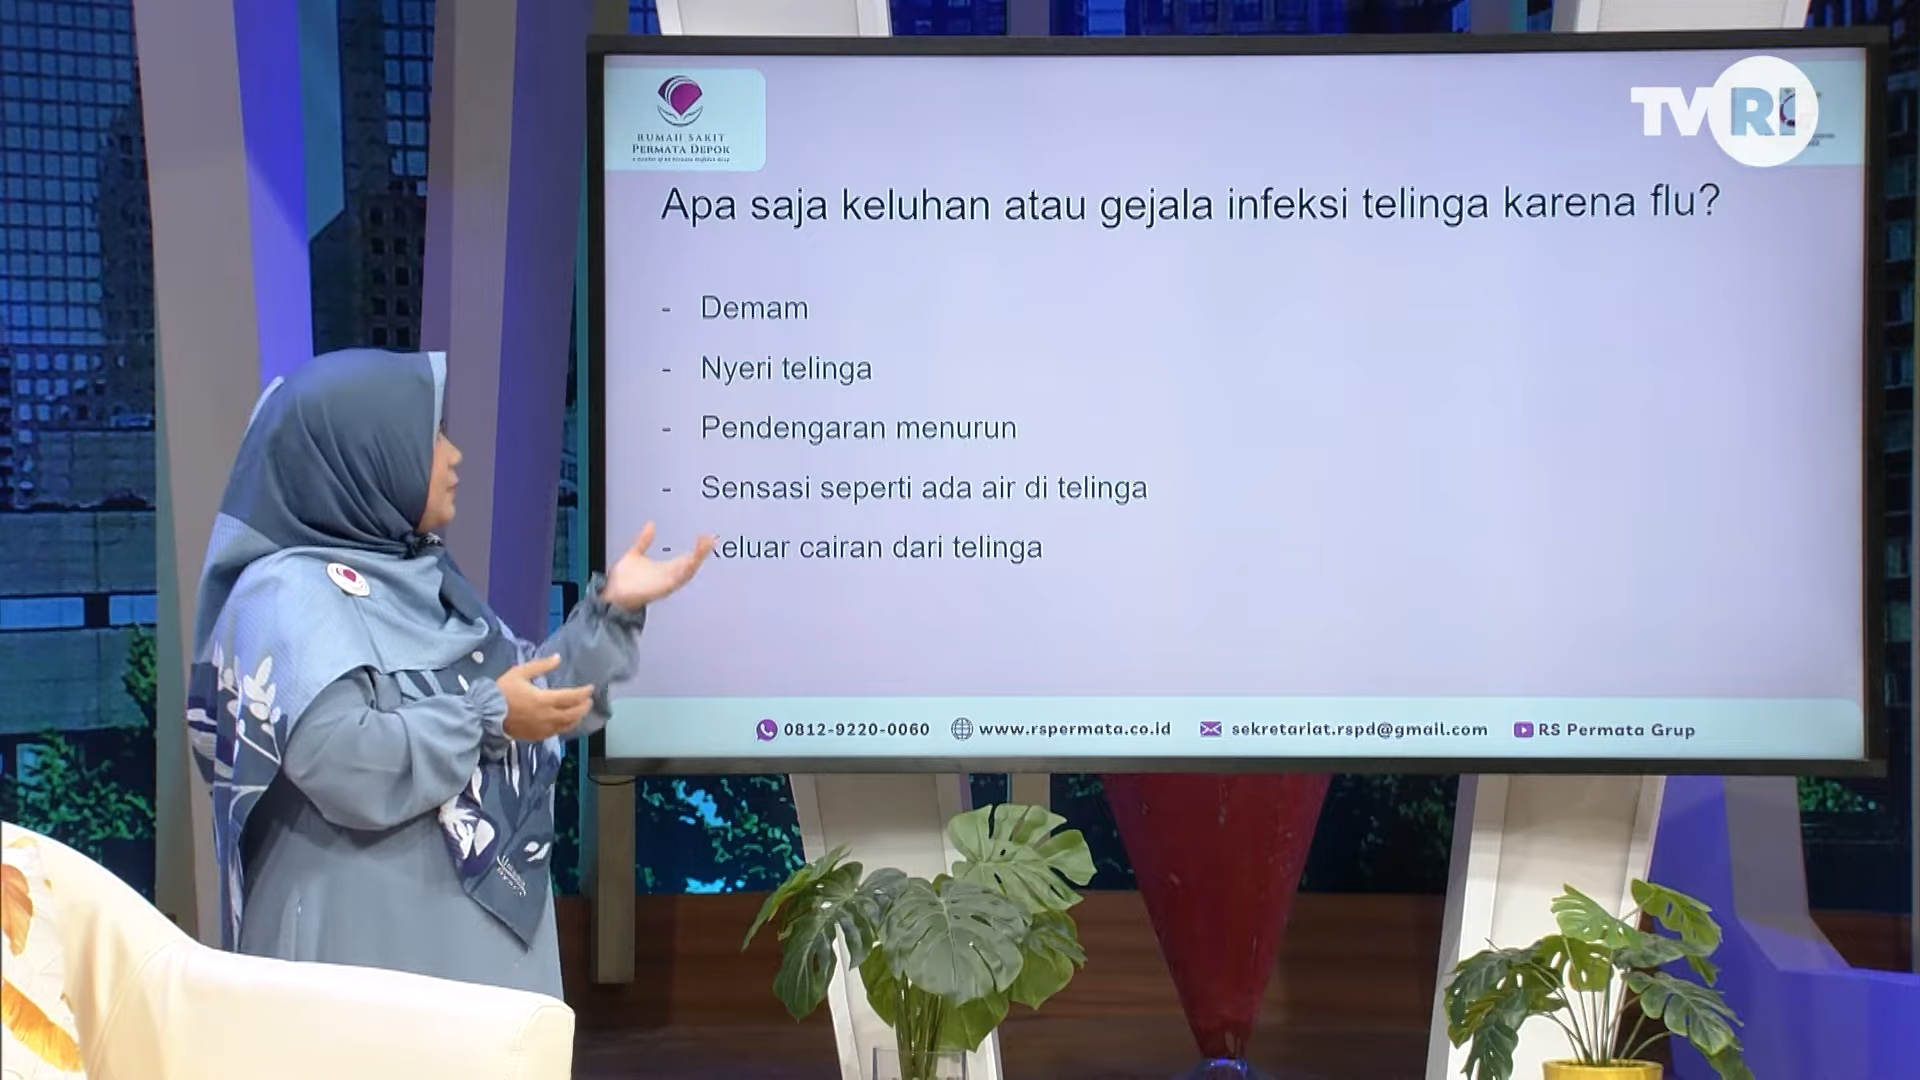 TVRI
RUMAH SAKIT
PERMATA DEPOK
Apa saja keluhan atau gejala infeksi telinga karena flu?
- Demam
- Nyeri telinga
- Pendengaran menurun
- Sensasi seperti ada air di telinga
- Keluar cairan dari telinga
0812-9220-0060 www.rspermata.co.id sekretariat.rspd@gmail.com RS Permata Grup